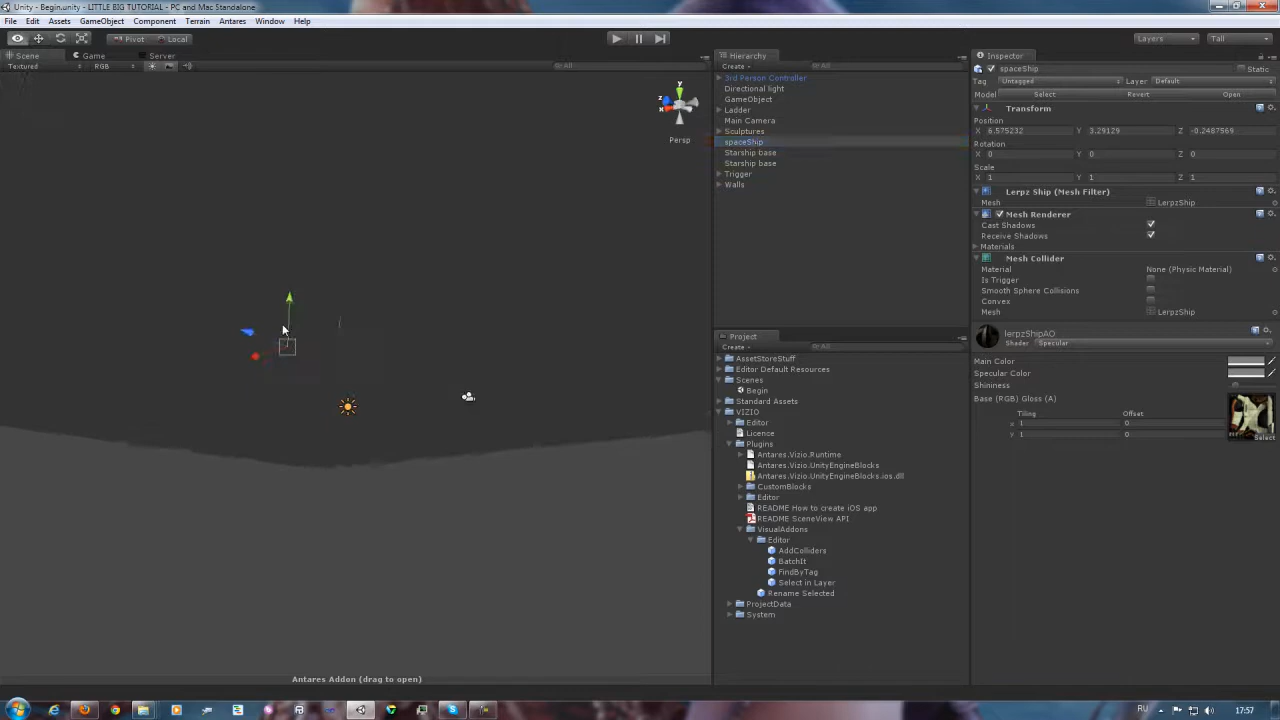 Unity - Begin.unity - LITTLE BIG TUTORIAL - PC and Mac Standalone
File Edit Assets GameObject Component Terrain Antares Window Help
Pivot Local Layers Tall
Scene Game Server
Textured RGB All
y
x
Persp
Antares Addon (drag to open)
Hierarchy
Create All
3rd Person Controller
Directional light
GameObject
Ladder
Main Camera
Sculptures
spaceShip
Starship base
Starship base
Trigger
Walls
Project
Create All
AssetStoreStuff
Editor Default Resources
Scenes
Begin
Standard Assets
VIZIO
Editor
Licence
Plugins
Antares.Vizio.Runtime
Antares.Vizio.UnityEngineBlocks
Antares.Vizio.UnityEngineBlocks.ios.dll
CustomBlocks
Editor
README How to create iOS app
README SceneView API
VisualAddons
Editor
AddColliders
BatchIt
FindByTag
Select in Layer
Rename Selected
ProjectData
System
Inspector
spaceShip Static
Tag Untagged Layer Default
Model Select Revert Open
Transform
Position
X 6.575232 Y 3.29129 Z -0.2487569
Rotation
X 0 Y 0 Z 0
Scale
X 1 Y 1 Z 1
Lerpz Ship (Mesh Filter)
Mesh LerpzShip
Mesh Renderer
Cast Shadows
Receive Shadows
Materials
Mesh Collider
Material None (Physic Material)
Is Trigger
Smooth Sphere Collisions
Convex
Mesh LerpzShip
lerpzShipAO
Shader Specular
Main Color
Specular Color
Shininess
Base (RGB) Gloss (A)
Tiling Offset
x 1 0
y 1 0
Select
RU 17:57